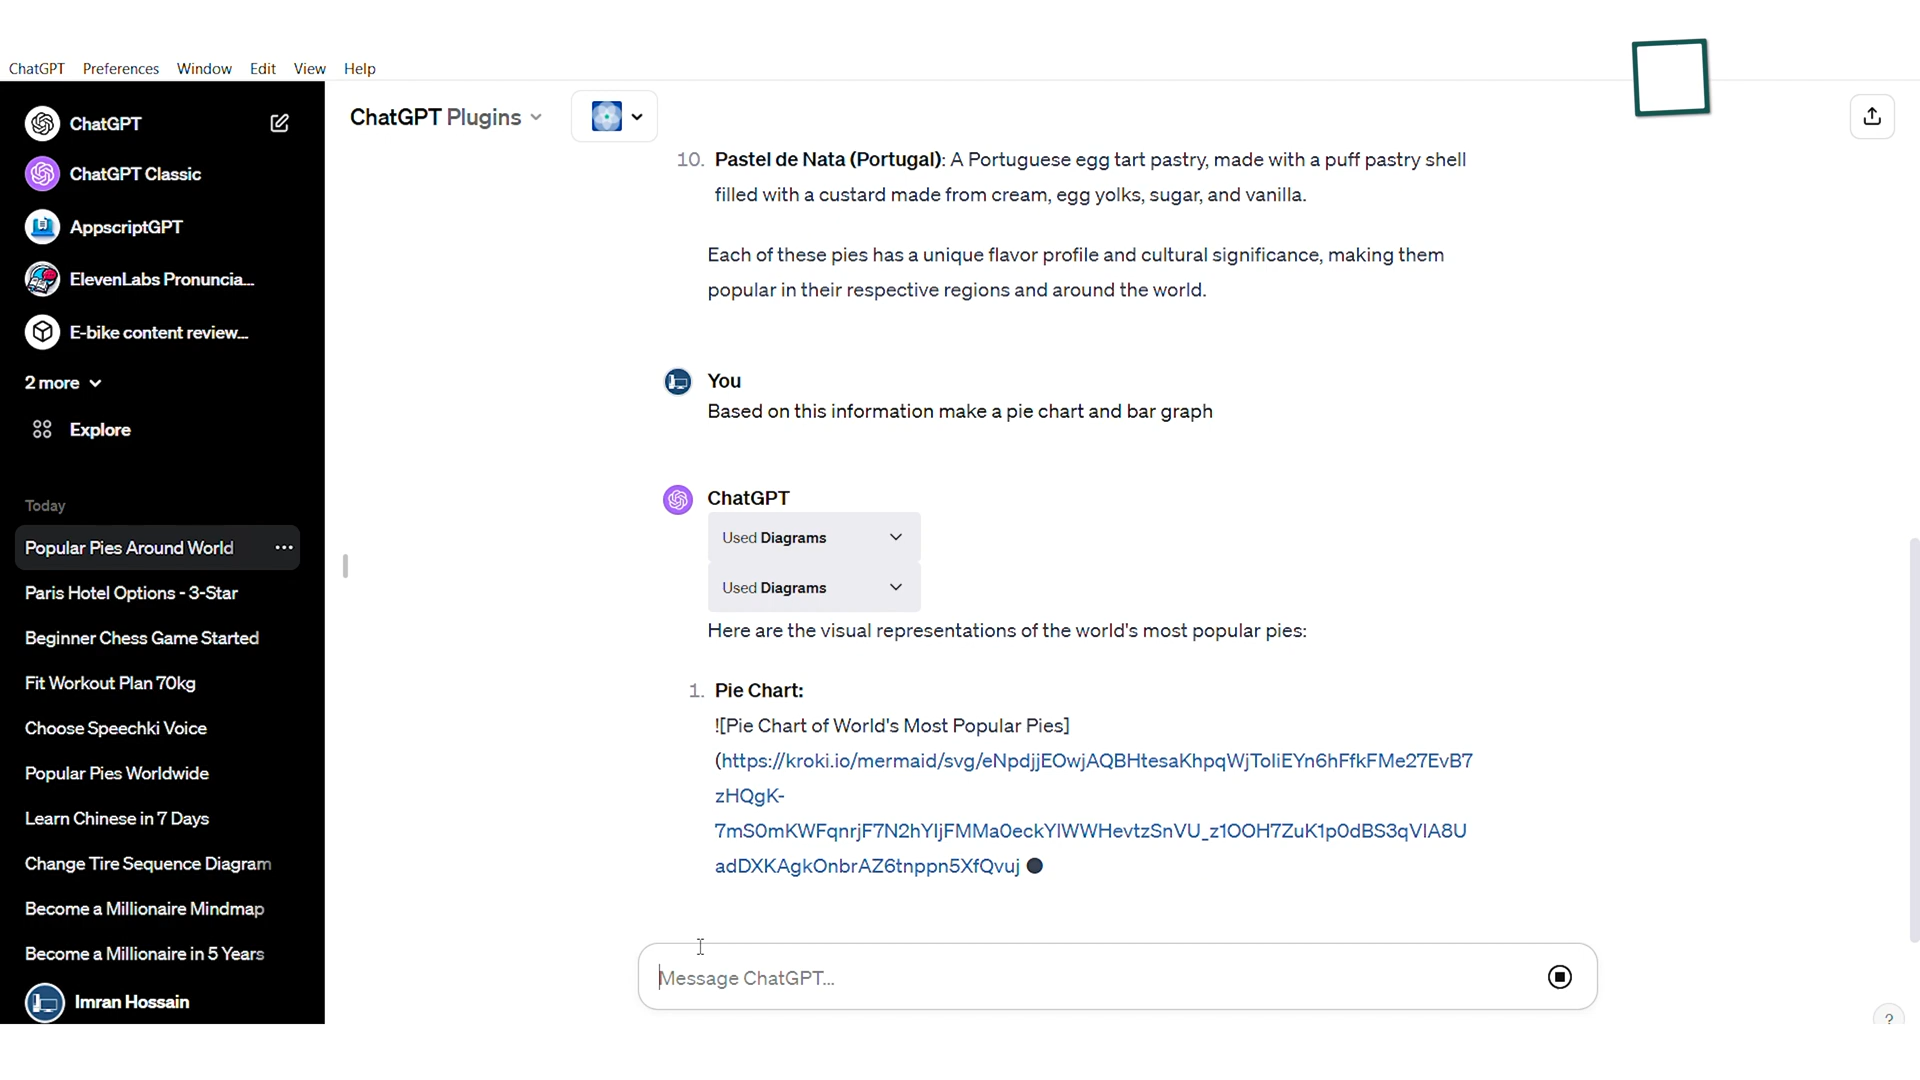 ChatGPT Preferences Window Edit View Help
ChatGPT
ChatGPT Classic
AppscriptGPT
ElevenLabs Pronuncia...
E-bike content review...
2 more
Explore
Today
Popular Pies Around World
Paris Hotel Options - 3-Star
Beginner Chess Game Started
Fit Workout Plan 70kg
Choose Speechki Voice
Popular Pies Worldwide
Learn Chinese in 7 Days
Change Tire Sequence Diagram
Become a Millionaire Mindmap
Become a Millionaire in 5 Years
Imran Hossain
ChatGPT Plugins
10. Pastel de Nata (Portugal): A Portuguese egg tart pastry, made with a puff pastry shell
filled with a custard made from cream, egg yolks, sugar, and vanilla.
Each of these pies has a unique flavor profile and cultural significance, making them
popular in their respective regions and around the world.
You
Based on this information make a pie chart and bar graph
ChatGPT
Used Diagrams
Used Diagrams
Here are the visual representations of the world's most popular pies:
1. Pie Chart:
![Pie Chart of World's Most Popular Pies]
(https://kroki.io/mermaid/svg/eNpdjjEOwjAQBHtesaKhpqWjToIiEYn6hFfkFMe27EvB7
zHQgK-
7mS0mKWFqnrjF7N2hYIjFMMa0eckYIWWHevtzSnVU_z1OOH7ZuK1p0dBS3qVIA8U
adDXKAgkOnbrAZ6tnppn5XfQvuj
Message ChatGPT...
?